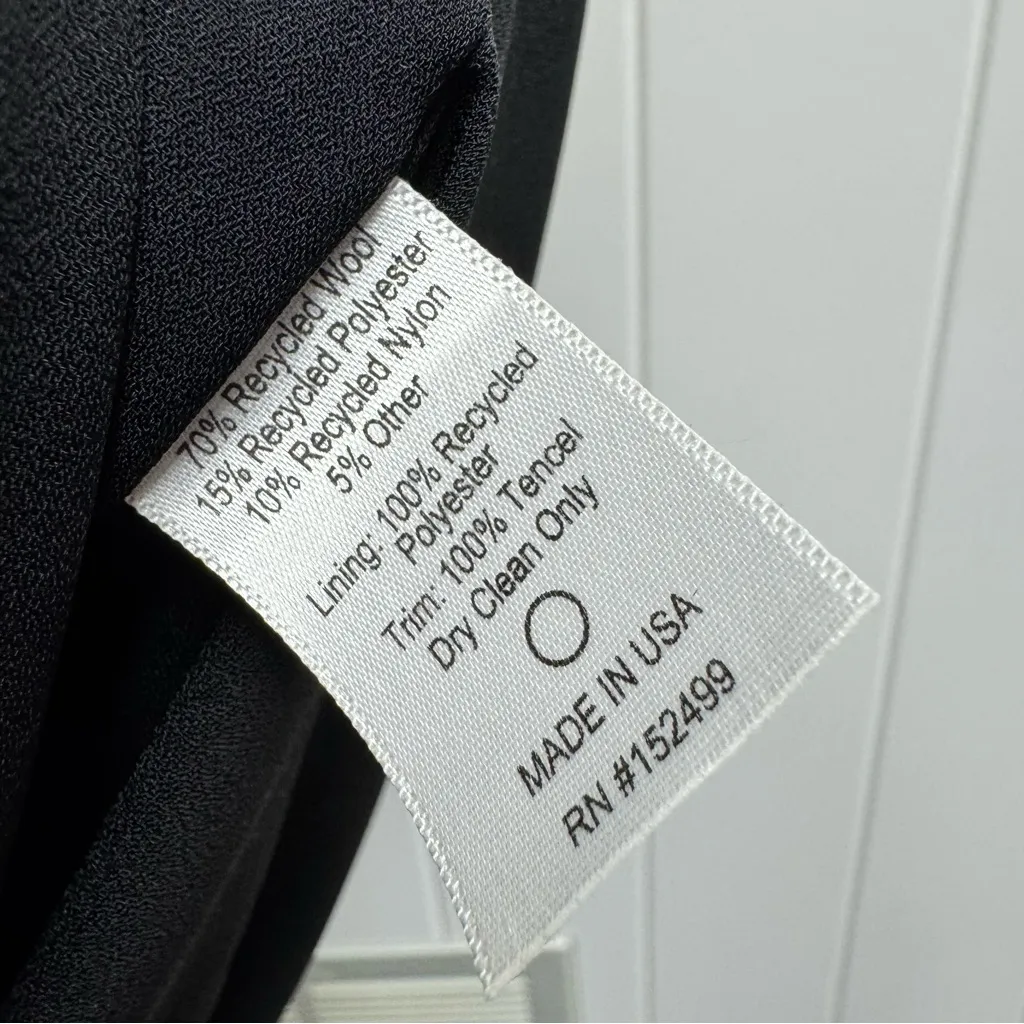 70% Recycled Wool
15% Recycled Polyester
10% Recycled Nylon
5% Other
Lining: 100% Recycled
Polyester
Trim: 100% Tencel
Dry Clean Only
MADE IN USA
RN #152499